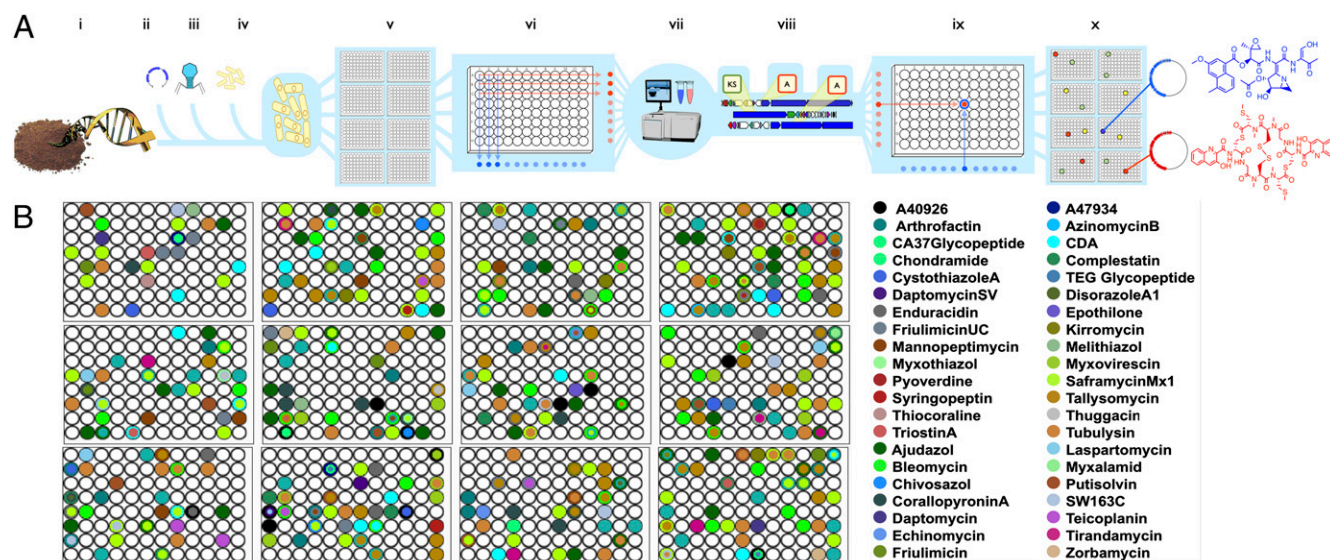 A
i ii iii iv v vi vii viii ix x
KS A A
B
A40926 A47934
Arthrofactin AzinomycinB
CA37Glycopeptide CDA
Chondramide Complestatin
CystothiazoleA TEG Glycopeptide
DaptomycinSV DisorazoleA1
Enduracidin Epothilone
FriulimicinUC Kirromycin
Mannopeptimycin Melithiazol
Myxothiazol Myxovirescin
Pyoverdine SaframycinMx1
Syringopeptin Tallysomycin
Thiocoraline Thuggacin
TriostinA Tubulysin
Ajudazol Laspartomycin
Bleomycin Myxalamid
Chivosazol Putisolvin
CorallopyroninA SW163C
Daptomycin Teicoplanin
Echinomycin Tirandamycin
Friulimicin Zorbamycin